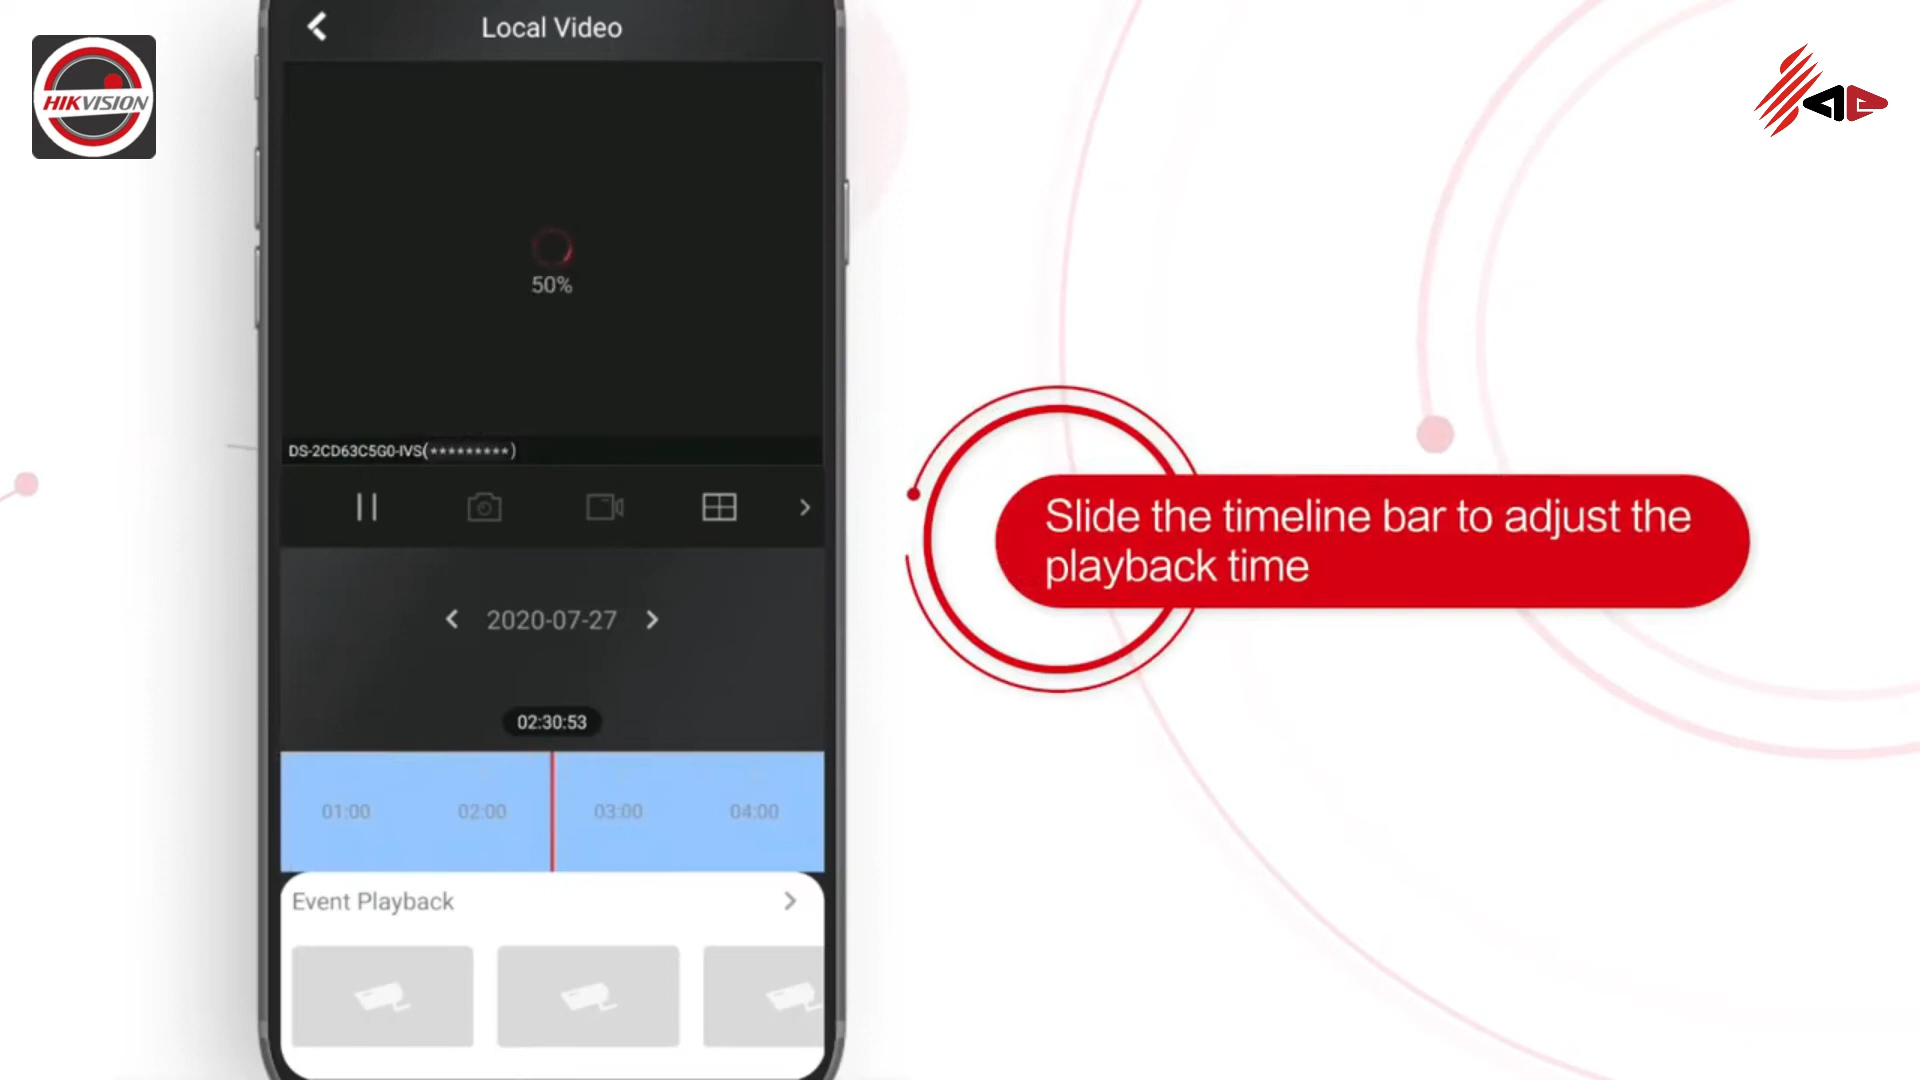 Local Video
HIKVISION
50%
DS-2CD63C5G0-IVS(*********)
Slide the timeline bar to adjust the
playback time
2020-07-27
02:30:53
01:00 02:00 03:00 04:00
Event Playback